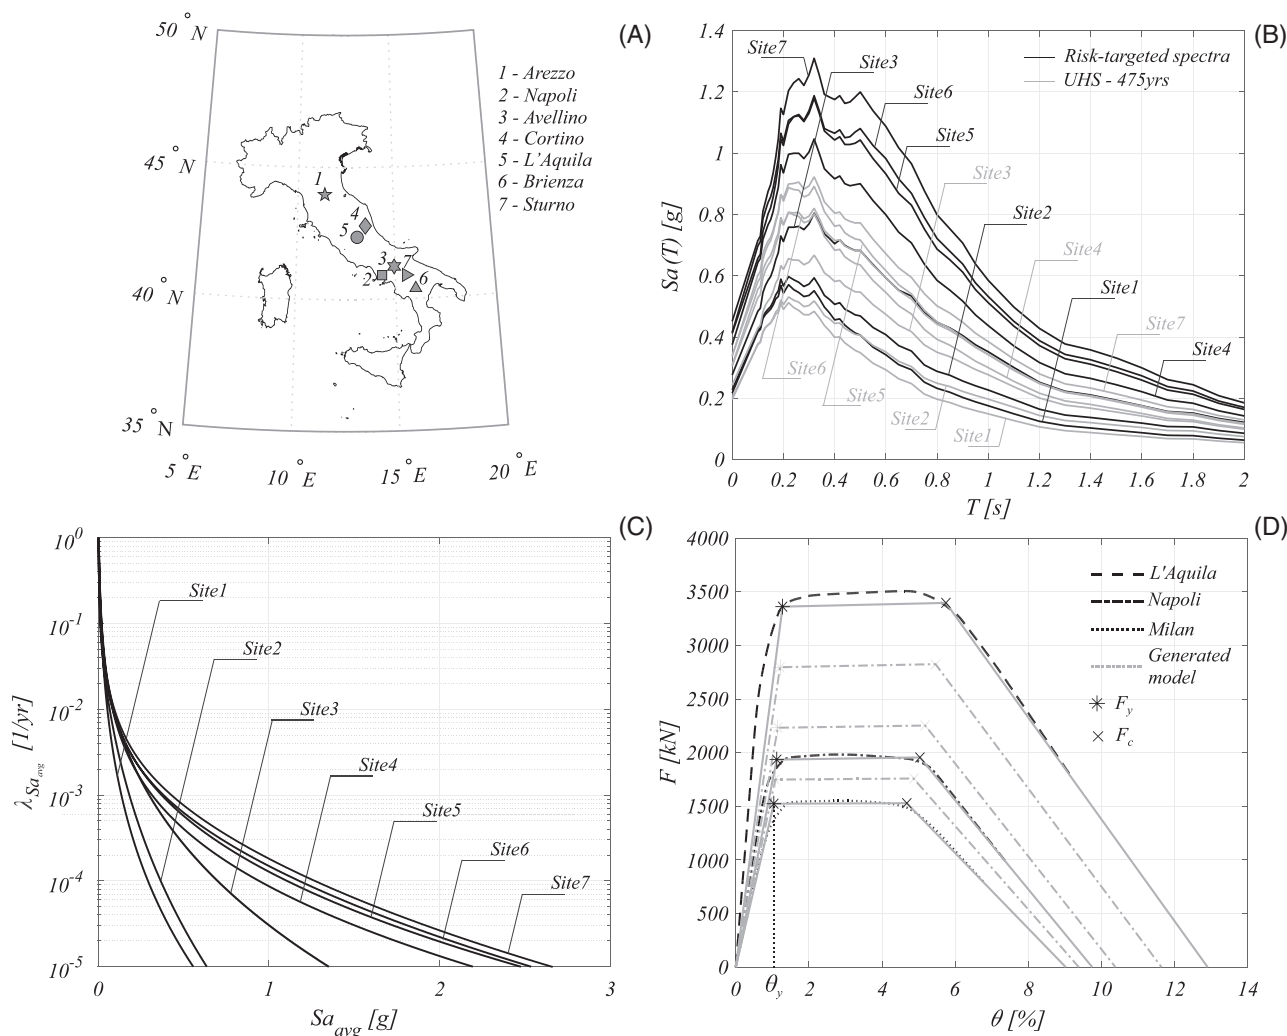 (A)
50 °N
45 °N
40 °N
35 °N
5 °E
10 °E
15 °E
20 °E
1 - Arezzo
2 - Napoli
3 - Avellino
4 - Cortino
5 - L'Aquila
6 - Brienza
7 - Sturno
1
4
5
3
7
2
6
(B)
1.4
1.2
1
0.8
0.6
0.4
0.2
0
Sa(T) [g]
0 0.2 0.4 0.6 0.8 1 1.2 1.4 1.6 1.8 2
T [s]
Risk-targeted spectra
UHS - 475yrs
Site7
Site3
Site6
Site5
Site3
Site2
Site4
Site1
Site7
Site4
Site6
Site5
Site2
Site1
(C)
10^0
10^-1
10^-2
10^-3
10^-4
10^-5
λ_Sa_avg [1/yr]
Site1
Site2
Site3
Site4
Site5
Site6
Site7
0 1 2 3
Sa_avg [g]
(D)
4000
3500
3000
2500
2000
1500
1000
500
0
F [kN]
L'Aquila
Napoli
Milan
Generated
model
F_y
F_c
0 θ_y 2 4 6 8 10 12 14
θ [%]